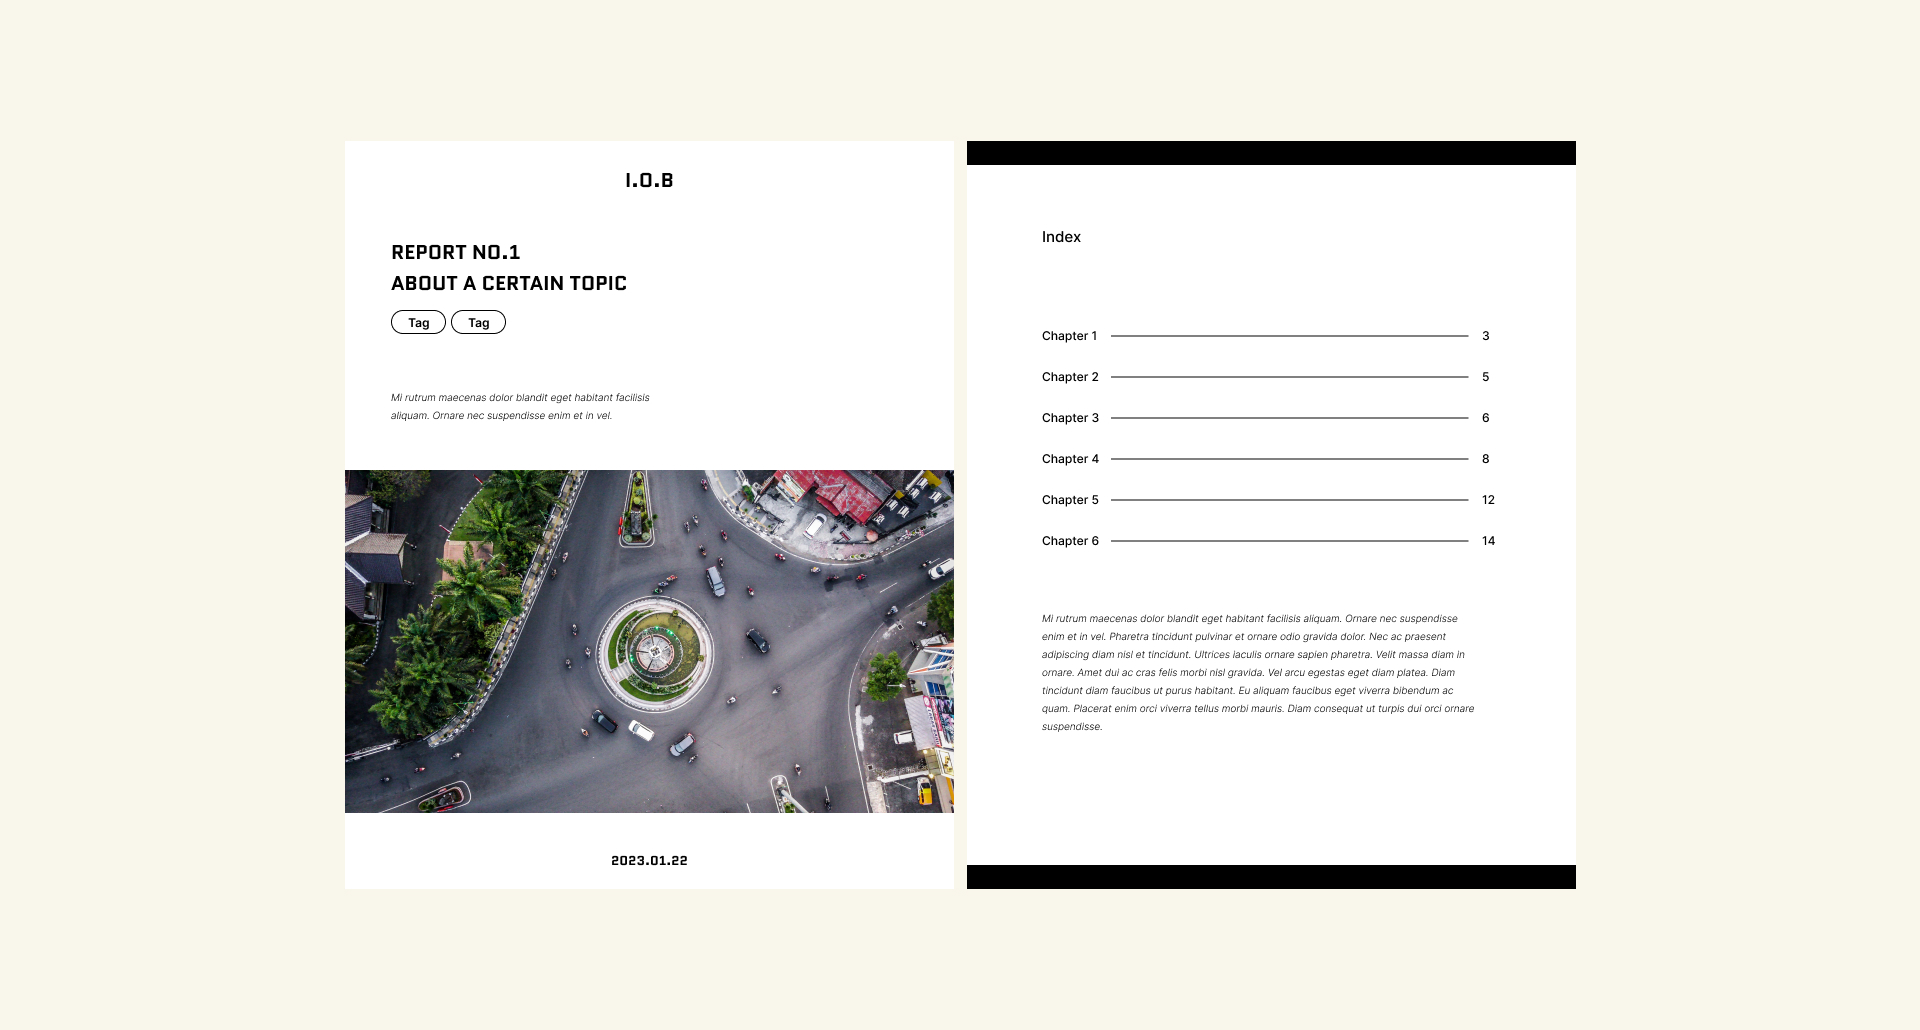 I.O.B
REPORT NO.1
ABOUT A CERTAIN TOPIC
Tag Tag
Mi rutrum maecenas dolor blandit eget habitant facilisis
aliquam. Ornare nec suspendisse enim et in vel.
2023.01.22
Index
Chapter 1 3
Chapter 2 5
Chapter 3 6
Chapter 4 8
Chapter 5 12
Chapter 6 14
Mi rutrum maecenas dolor blandit eget habitant facilisis aliquam. Ornare nec suspendisse
enim et in vel. Pharetra tincidunt pulvinar et ornare odio gravida dolor. Nec ac praesent
adipiscing diam nisl et tincidunt. Ultrices iaculis ornare sapien pharetra. Velit massa diam in
ornare. Amet dui ac cras felis morbi nisl gravida. Vel arcu egestas eget diam platea. Diam
tincidunt diam faucibus ut purus habitant. Eu aliquam faucibus eget viverra bibendum ac
quam. Placerat enim orci viverra tellus morbi mauris. Diam consequat ut turpis dui orci ornare
suspendisse.